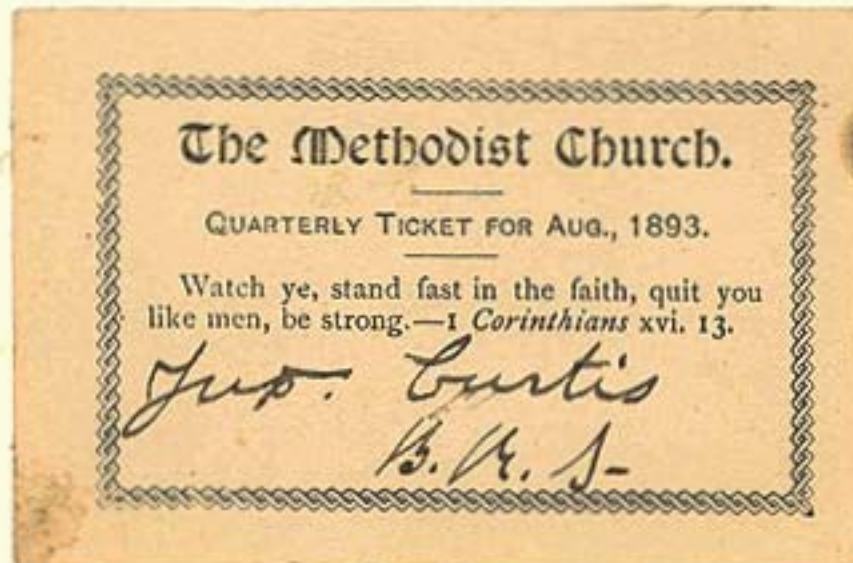 The Methodist Church.
QUARTERLY TICKET FOR AUG., 1893.
Watch ye, stand fast in the faith, quit you
like men, be strong.—1 Corinthians xvi. 13.
Jno. Curtis
B. R. S-